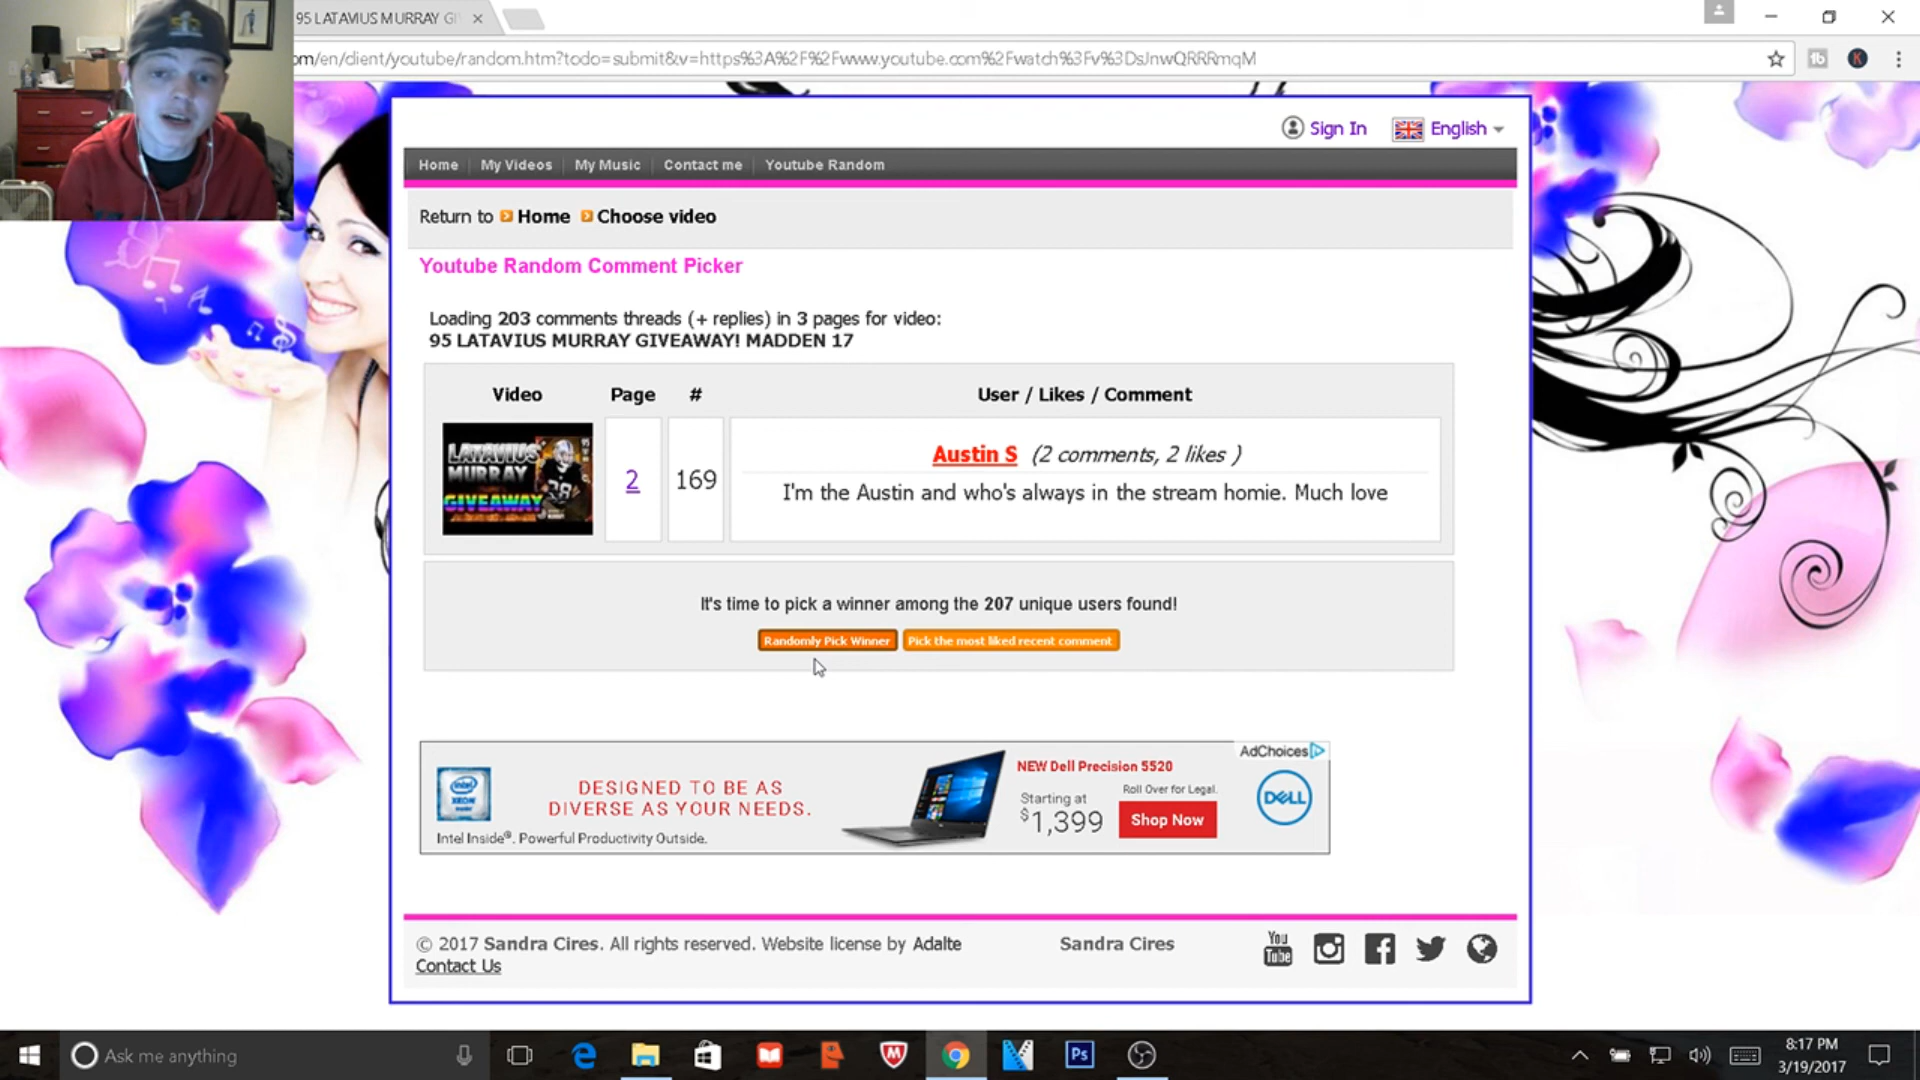 95 LATAVIUS MURRAY GI
om/en/client/youtube/random.htm?todo=submit&v=https%3A%2F%2Fwww.youtube.com%2Fwatch%3Fv%3DsJnwQRRRmqM
Sign In
English
Home
My Videos
My Music
Contact me
Youtube Random
Return to Home Choose video
Youtube Random Comment Picker
Loading 203 comments threads (+ replies) in 3 pages for video:
95 LATAVIUS MURRAY GIVEAWAY! MADDEN 17
Video
Page
#
User / Likes / Comment
LATAVIUS
MURRAY
GIVEAWAY
2
169
Austin S (2 comments, 2 likes )
I'm the Austin and who's always in the stream homie. Much love
It's time to pick a winner among the 207 unique users found!
Randomly Pick Winner
Pick the most liked recent comment
AdChoices
intel
XEON
inside
DESIGNED TO BE AS
DIVERSE AS YOUR NEEDS.
Intel Inside®. Powerful Productivity Outside.
NEW Dell Precision 5520
Starting at
$1,399
Roll Over for Legal.
Shop Now
DELL
© 2017 Sandra Cires. All rights reserved. Website license by Adalte
Contact Us
Sandra Cires
You
Tube
Ask me anything
Ps
8:17 PM
3/19/2017